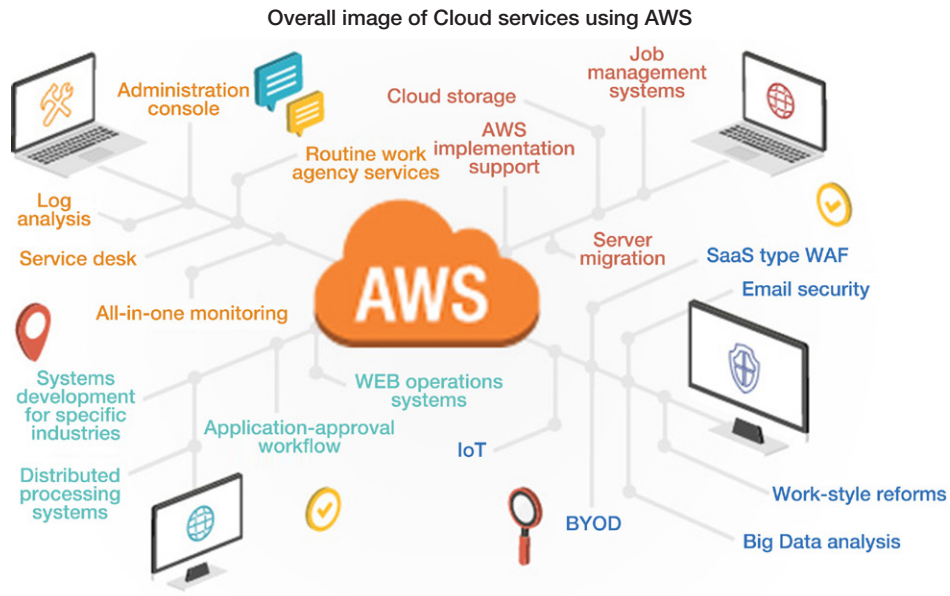 Overall image of Cloud services using AWS
Administration
console
Routine work
agency services
Log
analysis
Service desk
All-in-one monitoring
Cloud storage
Job
management
systems
AWS
implementation
support
Server
migration
AWS
SaaS type WAF
Email security
Systems
development
for specific
industries
Distributed
processing
systems
Application-approval
workflow
WEB operations
systems
IoT
BYOD
Work-style reforms
Big Data analysis